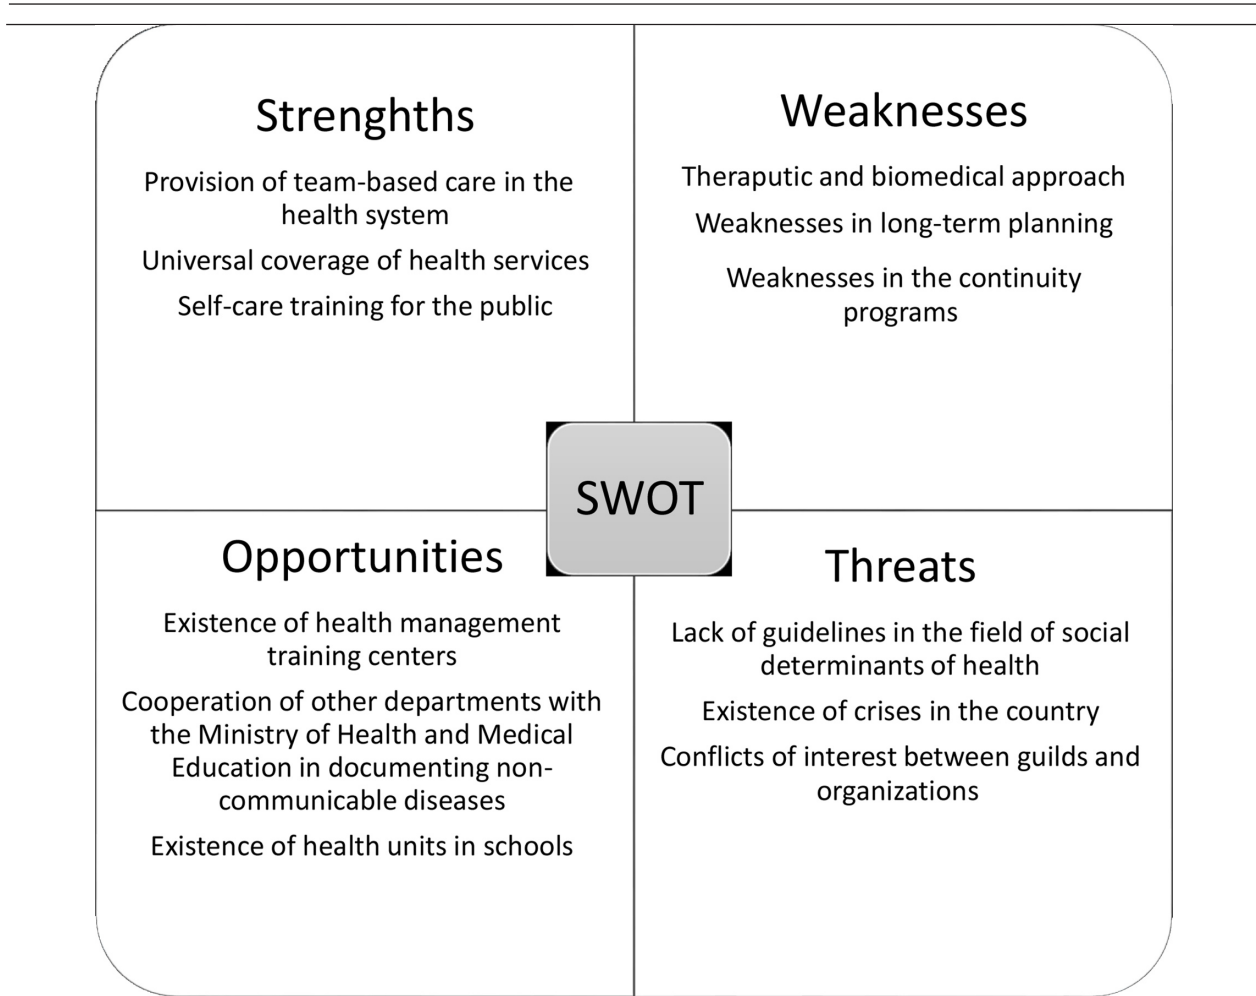 Strenghths
Provision of team-based care in the
health system
Universal coverage of health services
Self-care training for the public
Weaknesses
Theraputic and biomedical approach
Weaknesses in long-term planning
Weaknesses in the continuity
programs
SWOT
Opportunities
Existence of health management
training centers
Cooperation of other departments with
the Ministry of Health and Medical
Education in documenting non-
communicable diseases
Existence of health units in schools
Threats
Lack of guidelines in the field of social
determinants of health
Existence of crises in the country
Conflicts of interest between guilds and
organizations